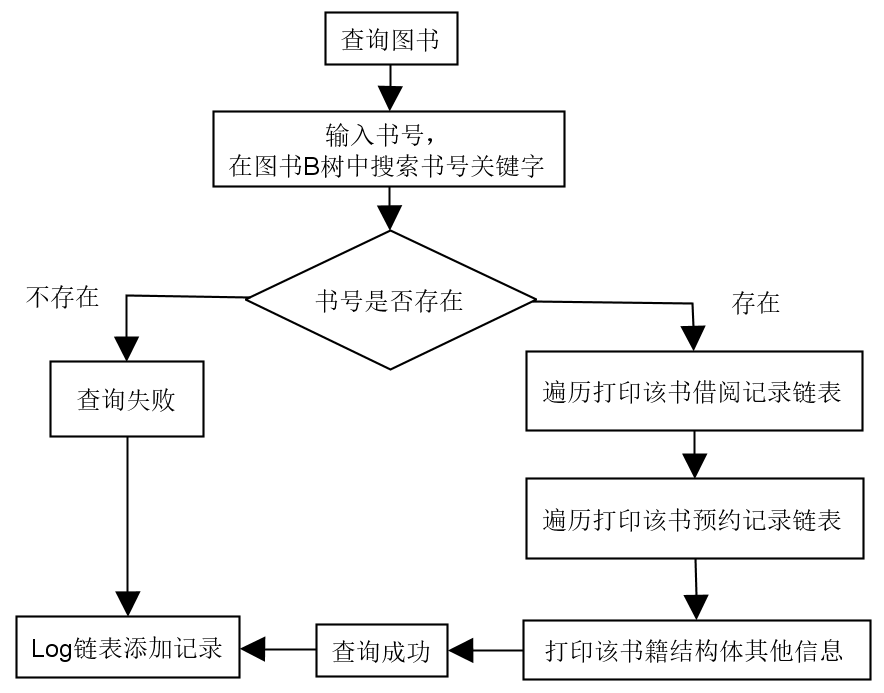 查询图书
输入书号，
在图书B树中搜索书号关键字
书号是否存在
不存在
存在
查询失败
遍历打印该书借阅记录链表
遍历打印该书预约记录链表
Log链表添加记录
查询成功
打印该书籍结构体其他信息